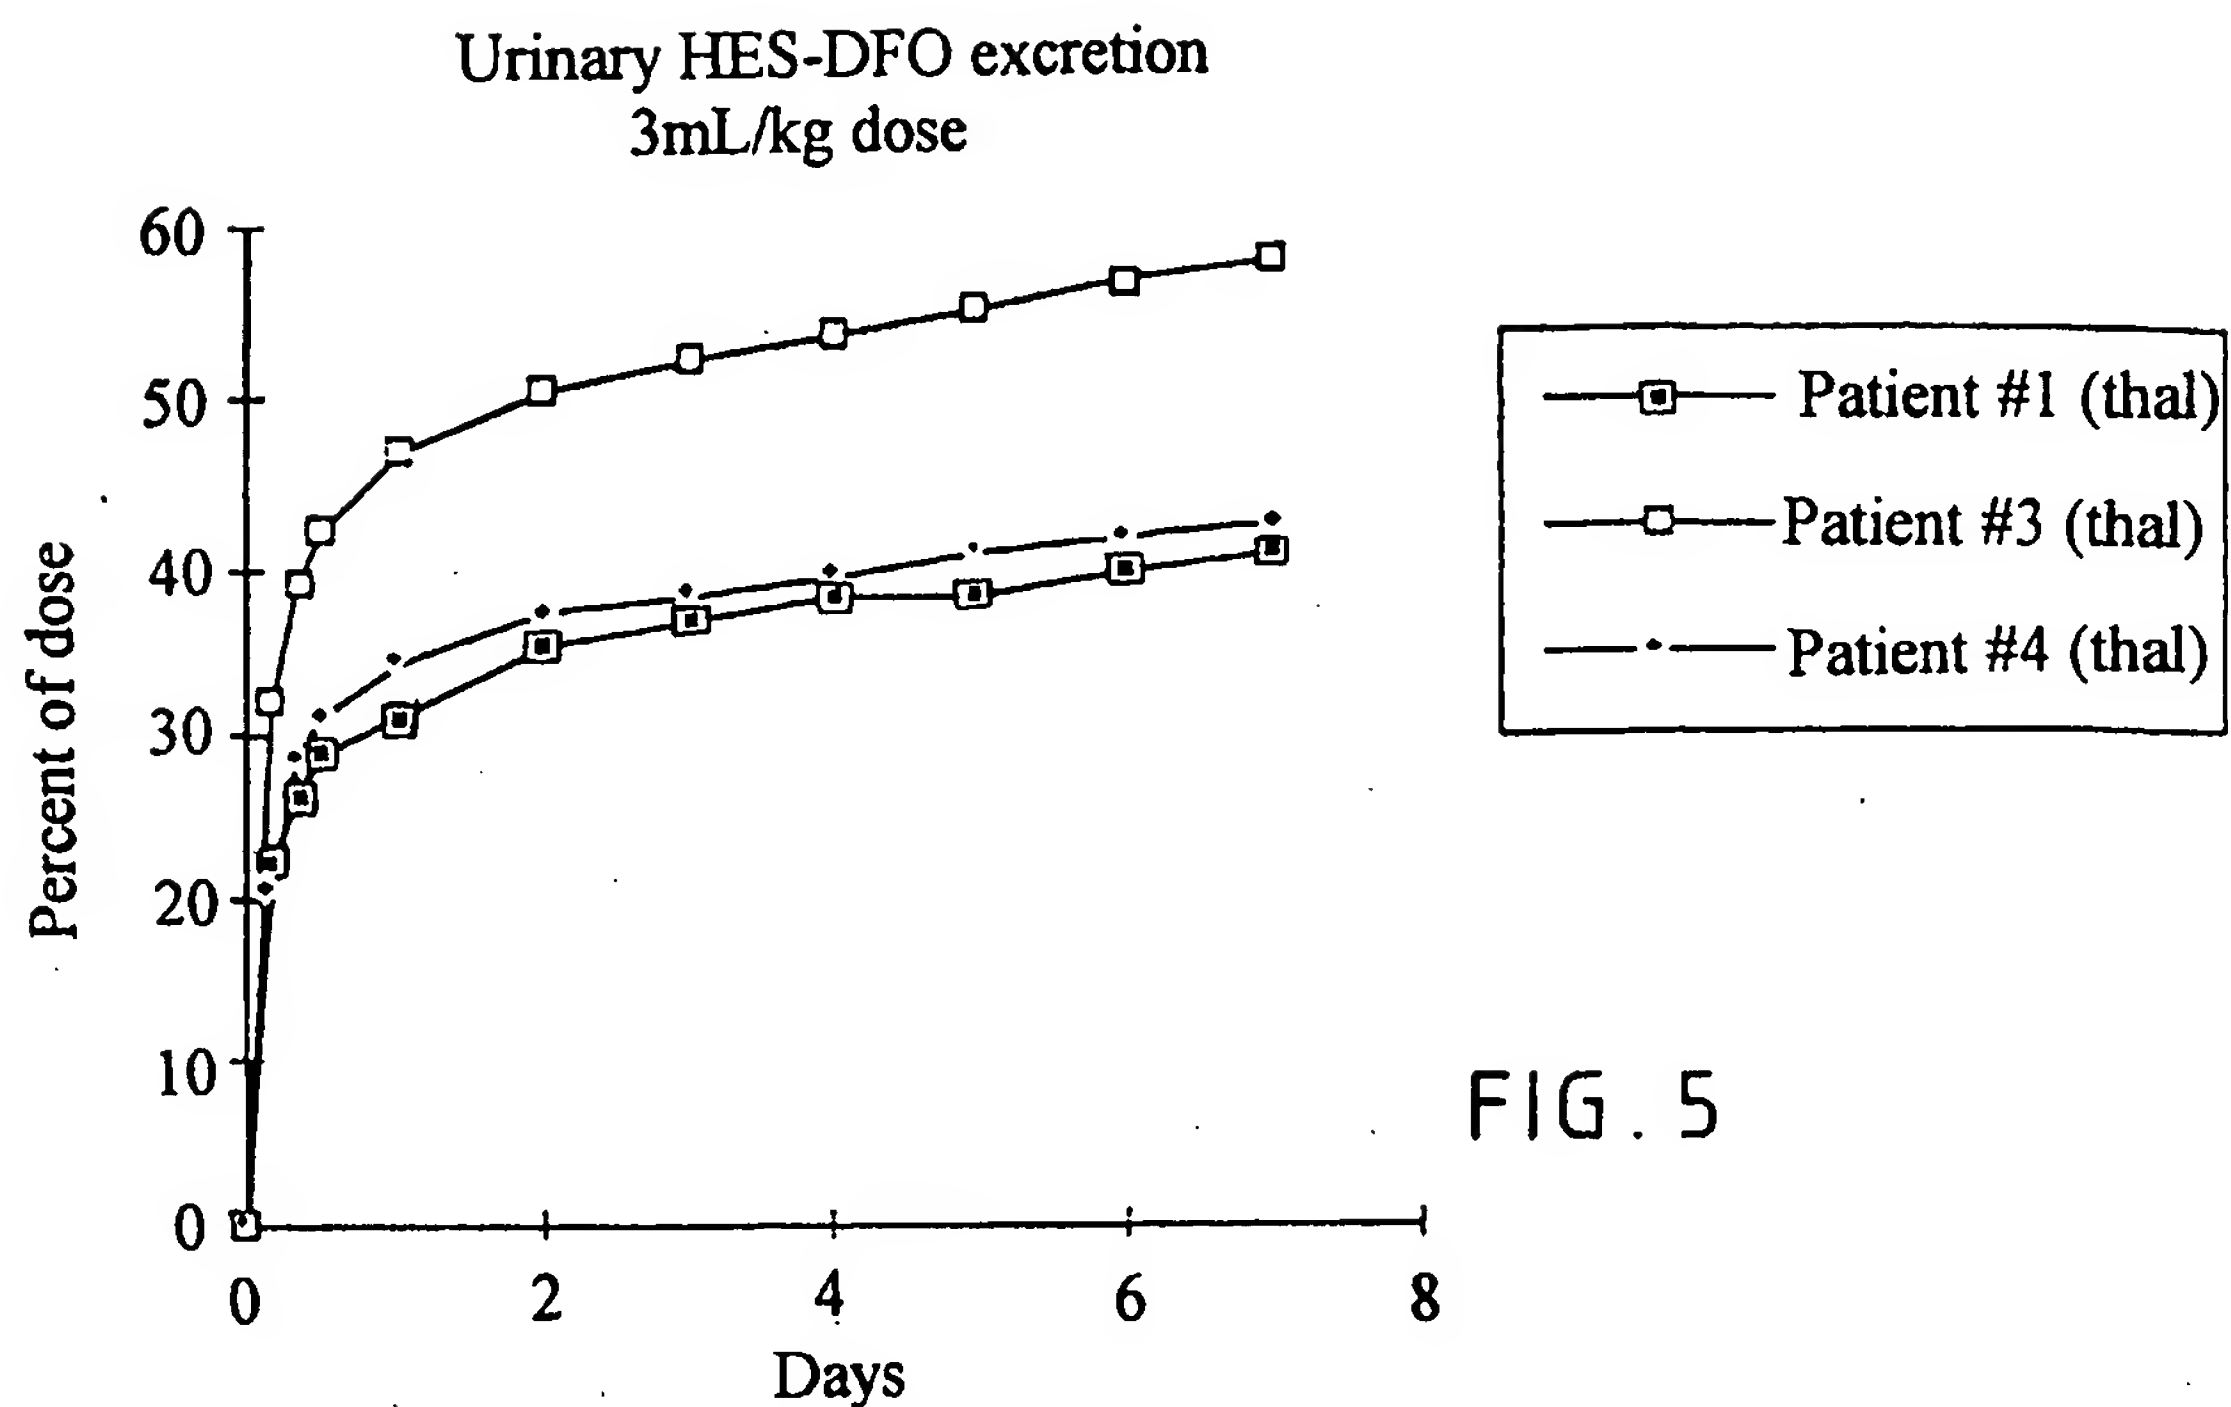 Urinary HES-DFO excretion
3mL/kg dose
Percent of dose
60
50
40
30
20
10
0
0 2 4 6 8
Days
Patient #1 (thal)
Patient #3 (thal)
Patient #4 (thal)
FIG. 5